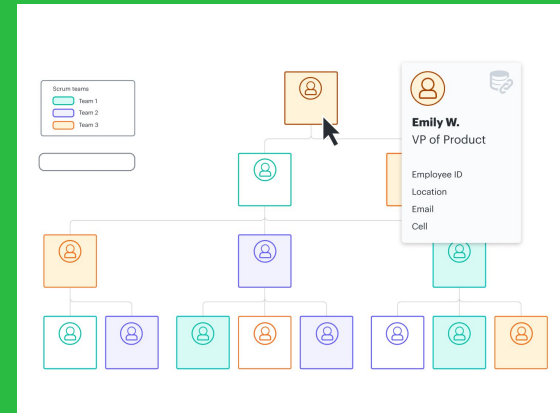 Scrum teams
Team 1
Team 2
Team 3
Emily W.
VP of Product
Employee ID
Location
Email
Cell